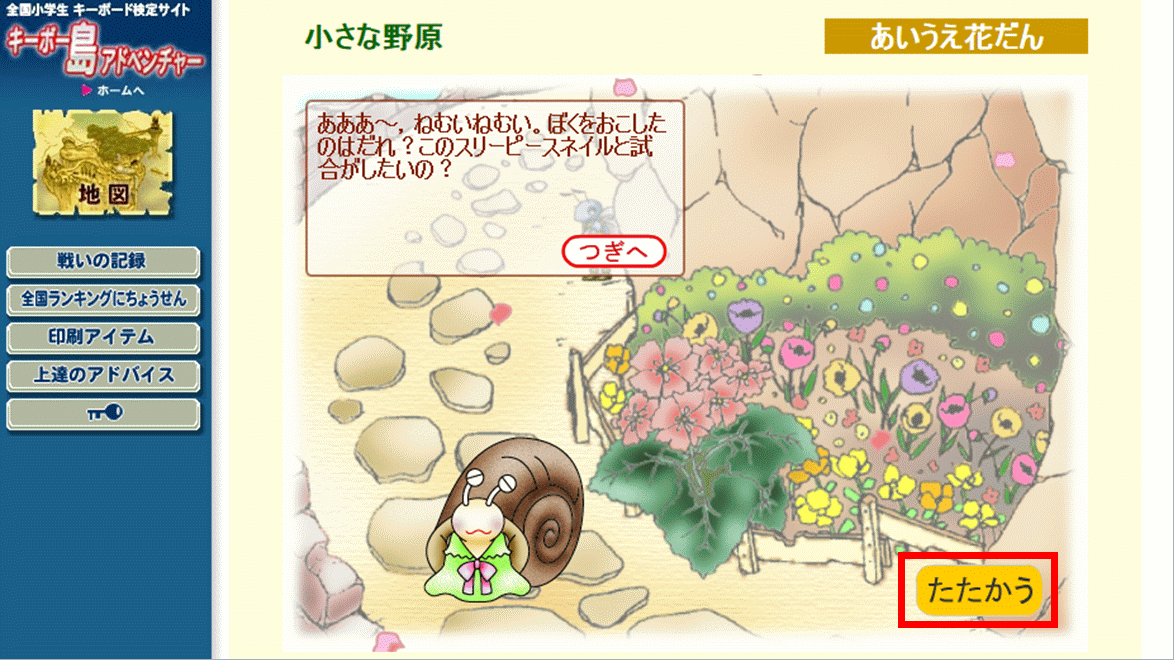 全国小学生 キーボード検定サイト
キーボー島アドベンチャー
ホームへ
地図
戦いの記録
全国ランキングにちょうせん
印刷アイテム
上達のアドバイス
小さな野原
あいうえ花だん
あああ～，ねむいねむい。ぼくをおこした
のはだれ？このスリーピースネイルと試
合がしたいの？
つぎへ
たたかう